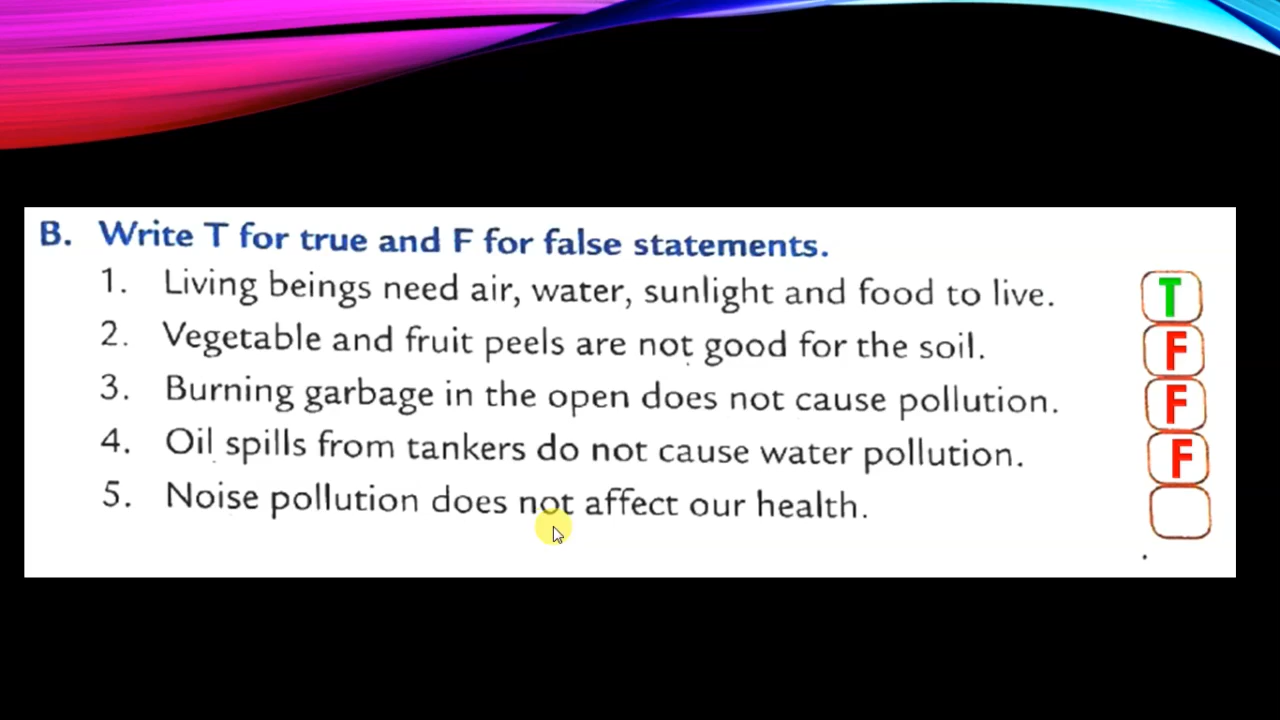 B. Write T for true and F for false statements.
1. Living beings need air, water, sunlight and food to live. T
2. Vegetable and fruit peels are not good for the soil. F
3. Burning garbage in the open does not cause pollution. F
4. Oil spills from tankers do not cause water pollution. F
5. Noise pollution does not affect our health.